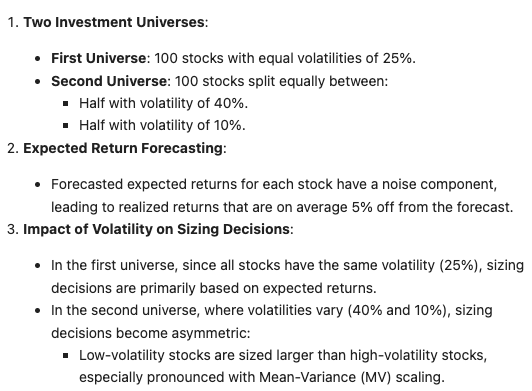 1. Two Investment Universes:
• First Universe: 100 stocks with equal volatilities of 25%.
• Second Universe: 100 stocks split equally between:
▪ Half with volatility of 40%.
▪ Half with volatility of 10%.
2. Expected Return Forecasting:
• Forecasted expected returns for each stock have a noise component,
leading to realized returns that are on average 5% off from the forecast.
3. Impact of Volatility on Sizing Decisions:
• In the first universe, since all stocks have the same volatility (25%), sizing
decisions are primarily based on expected returns.
• In the second universe, where volatilities vary (40% and 10%), sizing
decisions become asymmetric:
▪ Low-volatility stocks are sized larger than high-volatility stocks,
especially pronounced with Mean-Variance (MV) scaling.